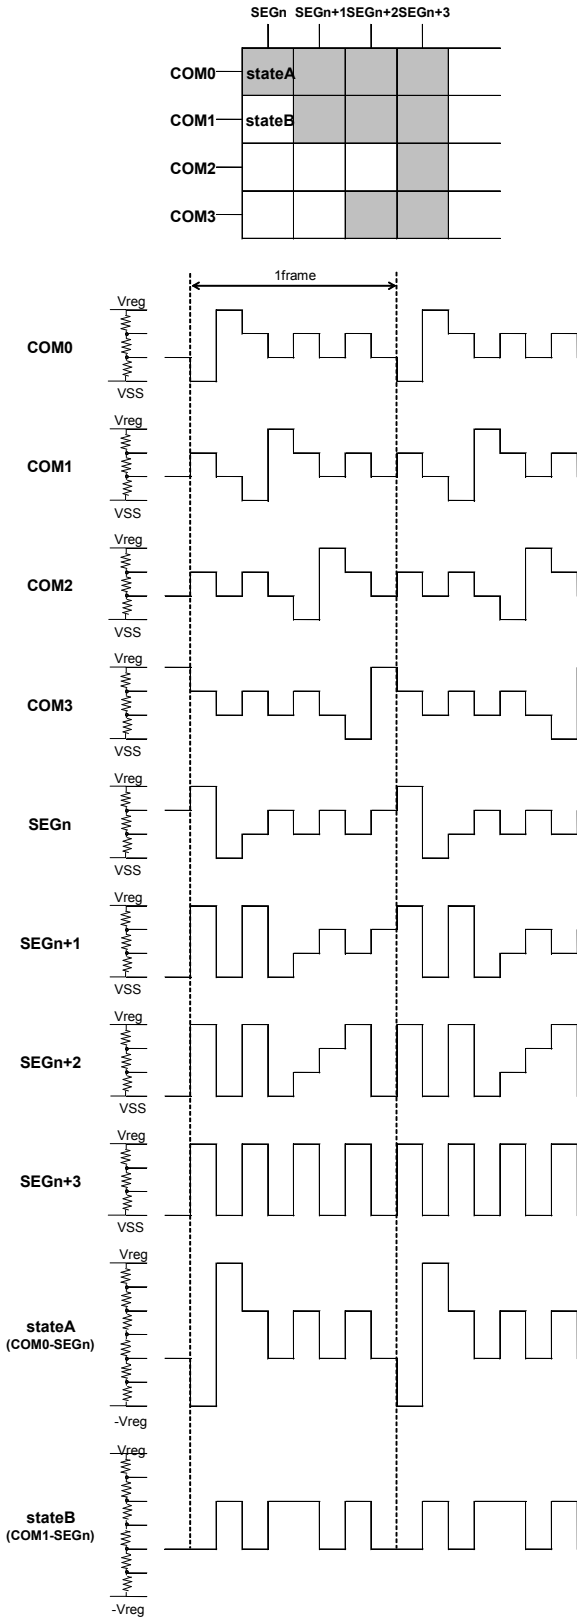 SEGn SEGn+1SEGn+2SEGn+3
COM0 stateA
COM1 stateB
COM2
COM3
1frame
Vreg
COM0
VSS
Vreg
COM1
VSS
Vreg
COM2
VSS
Vreg
COM3
VSS
Vreg
SEGn
VSS
Vreg
SEGn+1
VSS
Vreg
SEGn+2
VSS
Vreg
SEGn+3
VSS
Vreg
stateA
(COM0-SEGn)
-Vreg
Vreg
stateB
(COM1-SEGn)
-Vreg